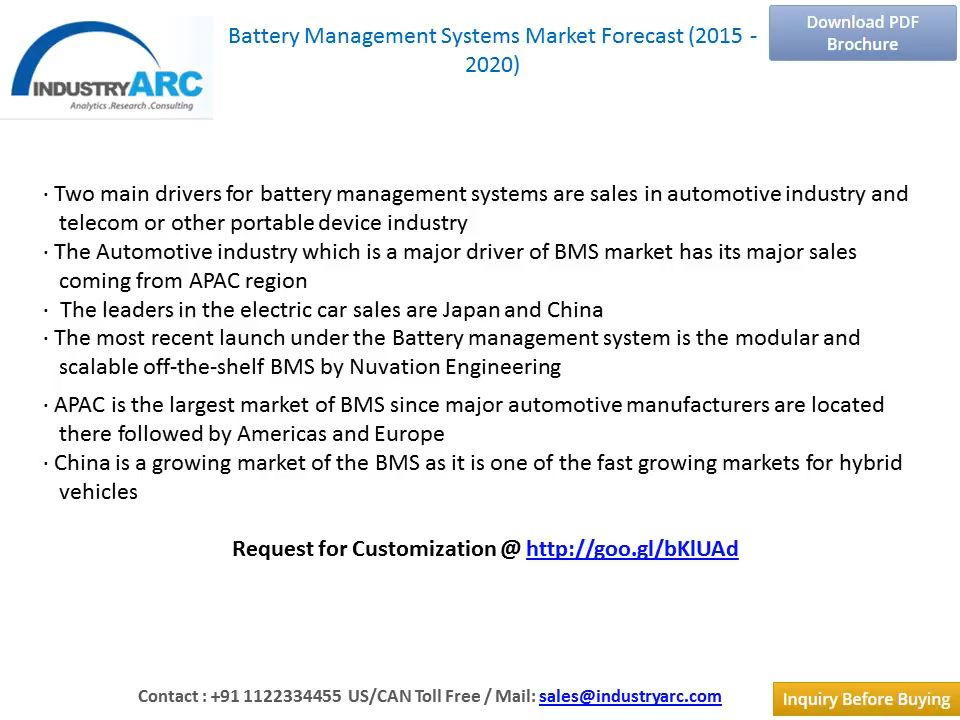 INDUSTRYARC
Analytics .Research .Consulting
Battery Management Systems Market Forecast (2015 -
2020)
Download PDF
Brochure
· Two main drivers for battery management systems are sales in automotive industry and
telecom or other portable device industry
· The Automotive industry which is a major driver of BMS market has its major sales
coming from APAC region
· The leaders in the electric car sales are Japan and China
· The most recent launch under the Battery management system is the modular and
scalable off-the-shelf BMS by Nuvation Engineering
· APAC is the largest market of BMS since major automotive manufacturers are located
there followed by Americas and Europe
· China is a growing market of the BMS as it is one of the fast growing markets for hybrid
vehicles
Request for Customization @ http://goo.gl/bKlUAd
Contact : +91 1122334455 US/CAN Toll Free / Mail: sales@industryarc.com
Inquiry Before Buying